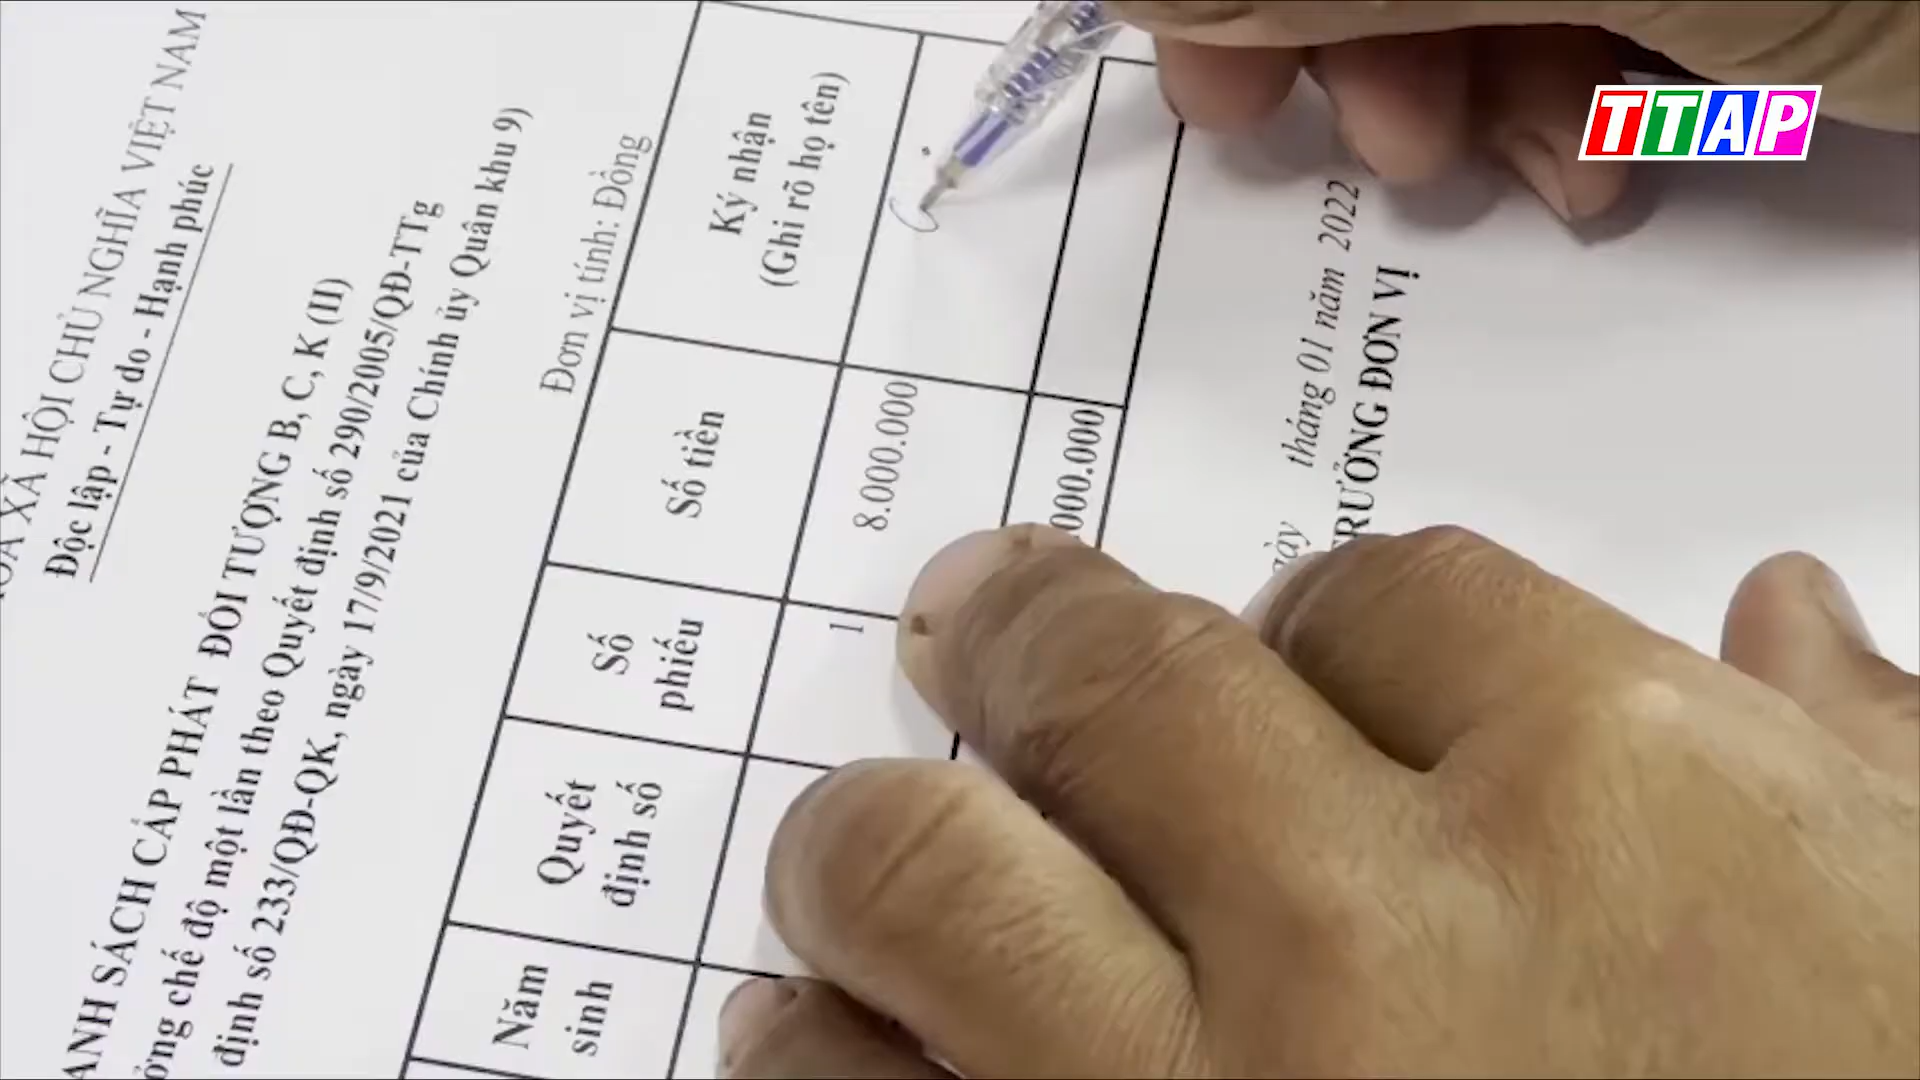 XÃ HỘI CHỦ NGHĨA VIỆT NAM
Độc lập - Tự do - Hạnh phúc
ANH SÁCH CẤP PHÁT ĐỐI TƯỢNG B, C, K (II)
ởng chế độ một lần theo Quyết định số 290/2005/QĐ-TTg
định số 233/QĐ-QK, ngày 17/9/2021 của Chính ủy Quân khu 9)
Đơn vị tính: Đồng
Năm sinh
Quyết định số
Số phiếu
Số tiền
Ký nhận
(Ghi rõ họ tên)
1
8.000.000
000.000
tháng 01 năm 2022
TRƯỞNG ĐƠN VỊ
TTAP